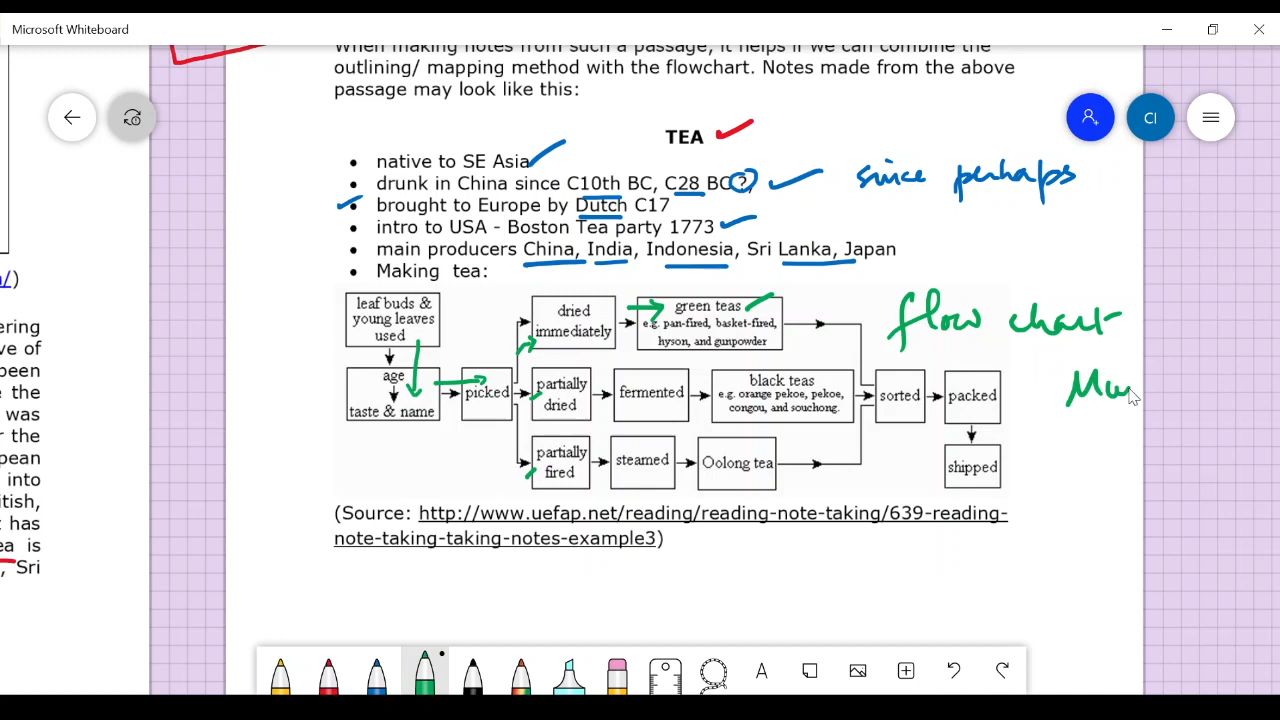 Microsoft Whiteboard
When making notes from such a passage, it helps if we can combine the
outlining/ mapping method with the flowchart. Notes made from the above
passage may look like this:
CI
TEA
• native to SE Asia
• drunk in China since C10th BC, C28 BC ?,
since perhaps
• brought to Europe by Dutch C17
• intro to USA - Boston Tea party 1773
• main producers China, India, Indonesia, Sri Lanka, Japan
• Making tea:
leaf buds &
young leaves
used
age
taste & name
picked
dried
immediately
green teas
e.g. pan-fired, basket-fired,
hyson, and gunpowder
partially
dried
fermented
black teas
e.g. orange pekoe, pekoe,
congou, and souchong.
partially
fired
steamed
Oolong tea
sorted
packed
shipped
flow chart
(Source: http://www.uefap.net/reading/reading-note-taking/639-reading-
note-taking-taking-notes-example3)
/)
ering
ve of
been
e the
was
r the
pean
into
itish,
t has
ea is
, Sri
A